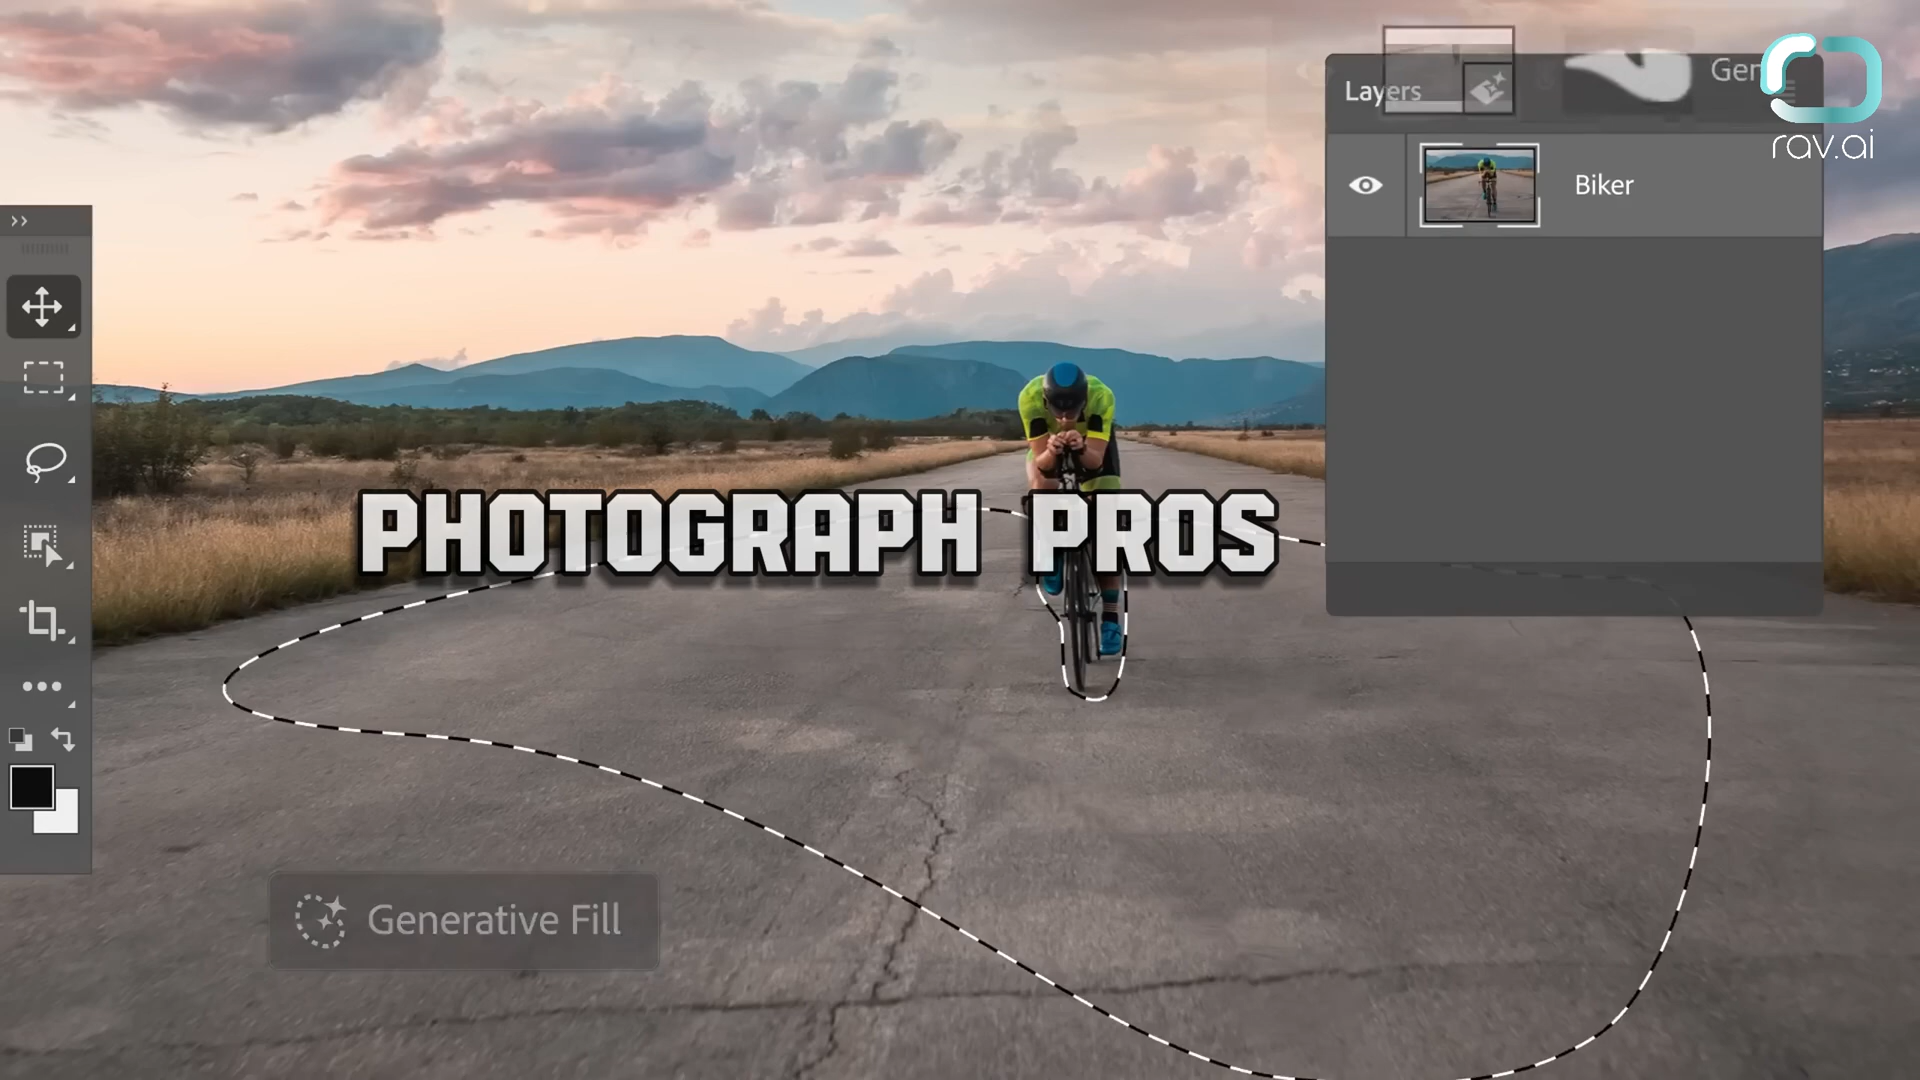 Layers
Gen
rav.ai
Biker
PHOTOGRAPH PROS
Generative Fill